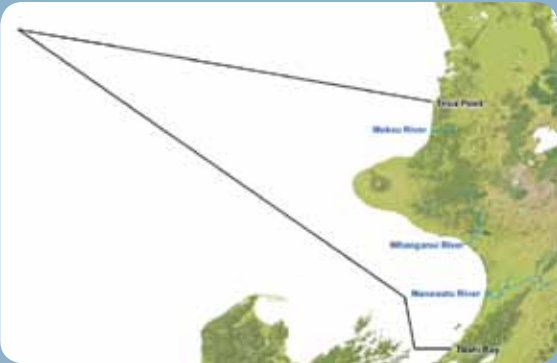 Tirua Point
Mokau River
Whanganui River
Manawatu River
Titahi Bay